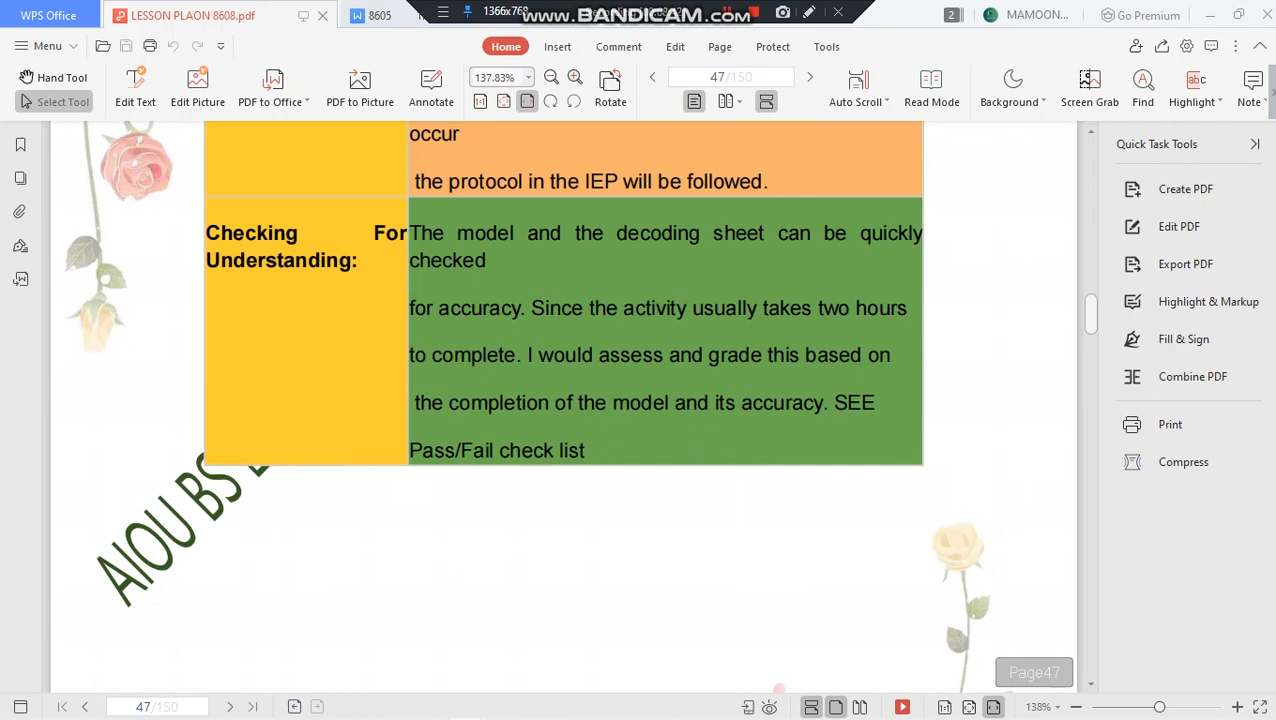 WPS Office
LESSON PLAON 8608.pdf
8605
1366x768
www.BANDICAM.com
2
MAMOON...
Go Premium
Menu
Home
Insert
Comment
Edit
Page
Protect
Tools
Hand Tool
Select Tool
Edit Text
Edit Picture
PDF to Office
PDF to Picture
Annotate
137.83%
Rotate
47/150
Auto Scroll
Read Mode
Background
Screen Grab
Find
Highlight
Note
occur
the protocol in the IEP will be followed.
Checking For
Understanding:
The model and the decoding sheet can be quickly
checked
for accuracy. Since the activity usually takes two hours
to complete. I would assess and grade this based on
the completion of the model and its accuracy. SEE
Pass/Fail check list
AIOU BS
Page47
Quick Task Tools
Create PDF
Edit PDF
Export PDF
Highlight & Markup
Fill & Sign
Combine PDF
Print
Compress
47/150
138%